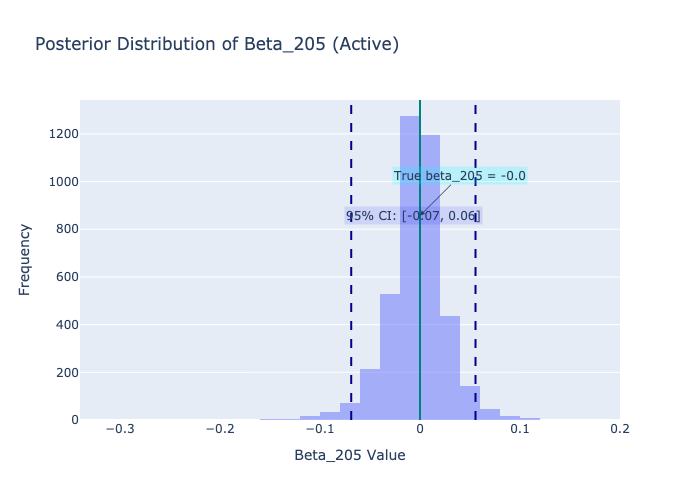 Posterior Distribution of Beta_205 (Active)
1200
1000
800
600
400
200
0
Frequency
True beta_205 = -0.0
95% CI: [-0.07, 0.06]
−0.3
−0.2
−0.1
0
0.1
0.2
Beta_205 Value